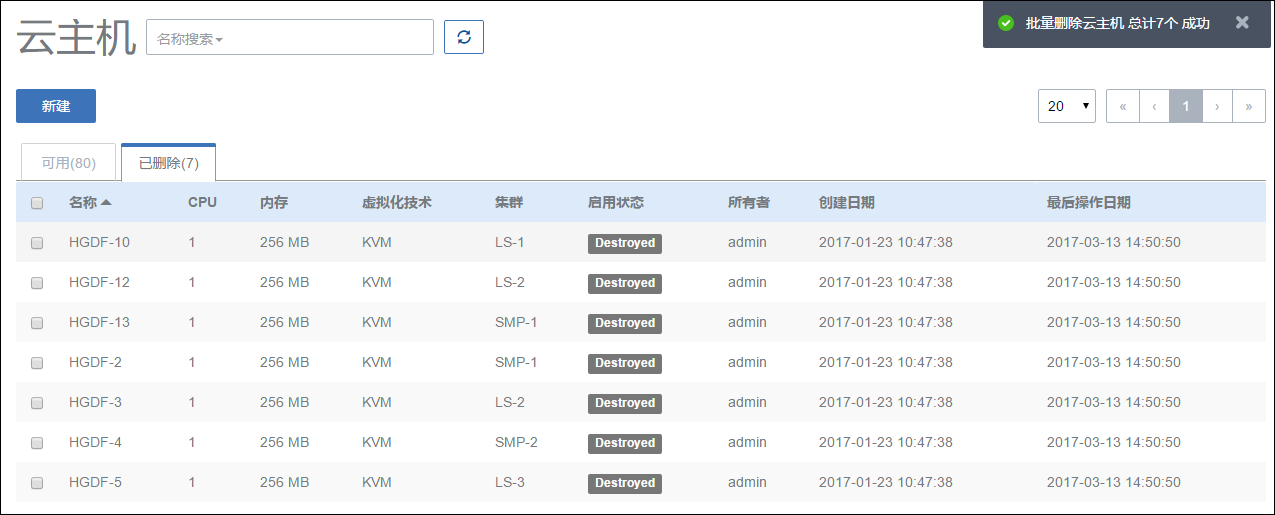 云主机 名称搜索 批量删除云主机 总计7个 成功
新建 20 « ‹ 1 › »
可用(80) 已删除(7)
名称 CPU 内存 虚拟化技术 集群 启用状态 所有者 创建日期 最后操作日期
HGDF-10 1 256 MB KVM LS-1 Destroyed admin 2017-01-23 10:47:38 2017-03-13 14:50:50
HGDF-12 1 256 MB KVM LS-2 Destroyed admin 2017-01-23 10:47:38 2017-03-13 14:50:50
HGDF-13 1 256 MB KVM SMP-1 Destroyed admin 2017-01-23 10:47:38 2017-03-13 14:50:50
HGDF-2 1 256 MB KVM SMP-1 Destroyed admin 2017-01-23 10:47:38 2017-03-13 14:50:50
HGDF-3 1 256 MB KVM LS-2 Destroyed admin 2017-01-23 10:47:38 2017-03-13 14:50:50
HGDF-4 1 256 MB KVM SMP-2 Destroyed admin 2017-01-23 10:47:38 2017-03-13 14:50:50
HGDF-5 1 256 MB KVM LS-3 Destroyed admin 2017-01-23 10:47:38 2017-03-13 14:50:50